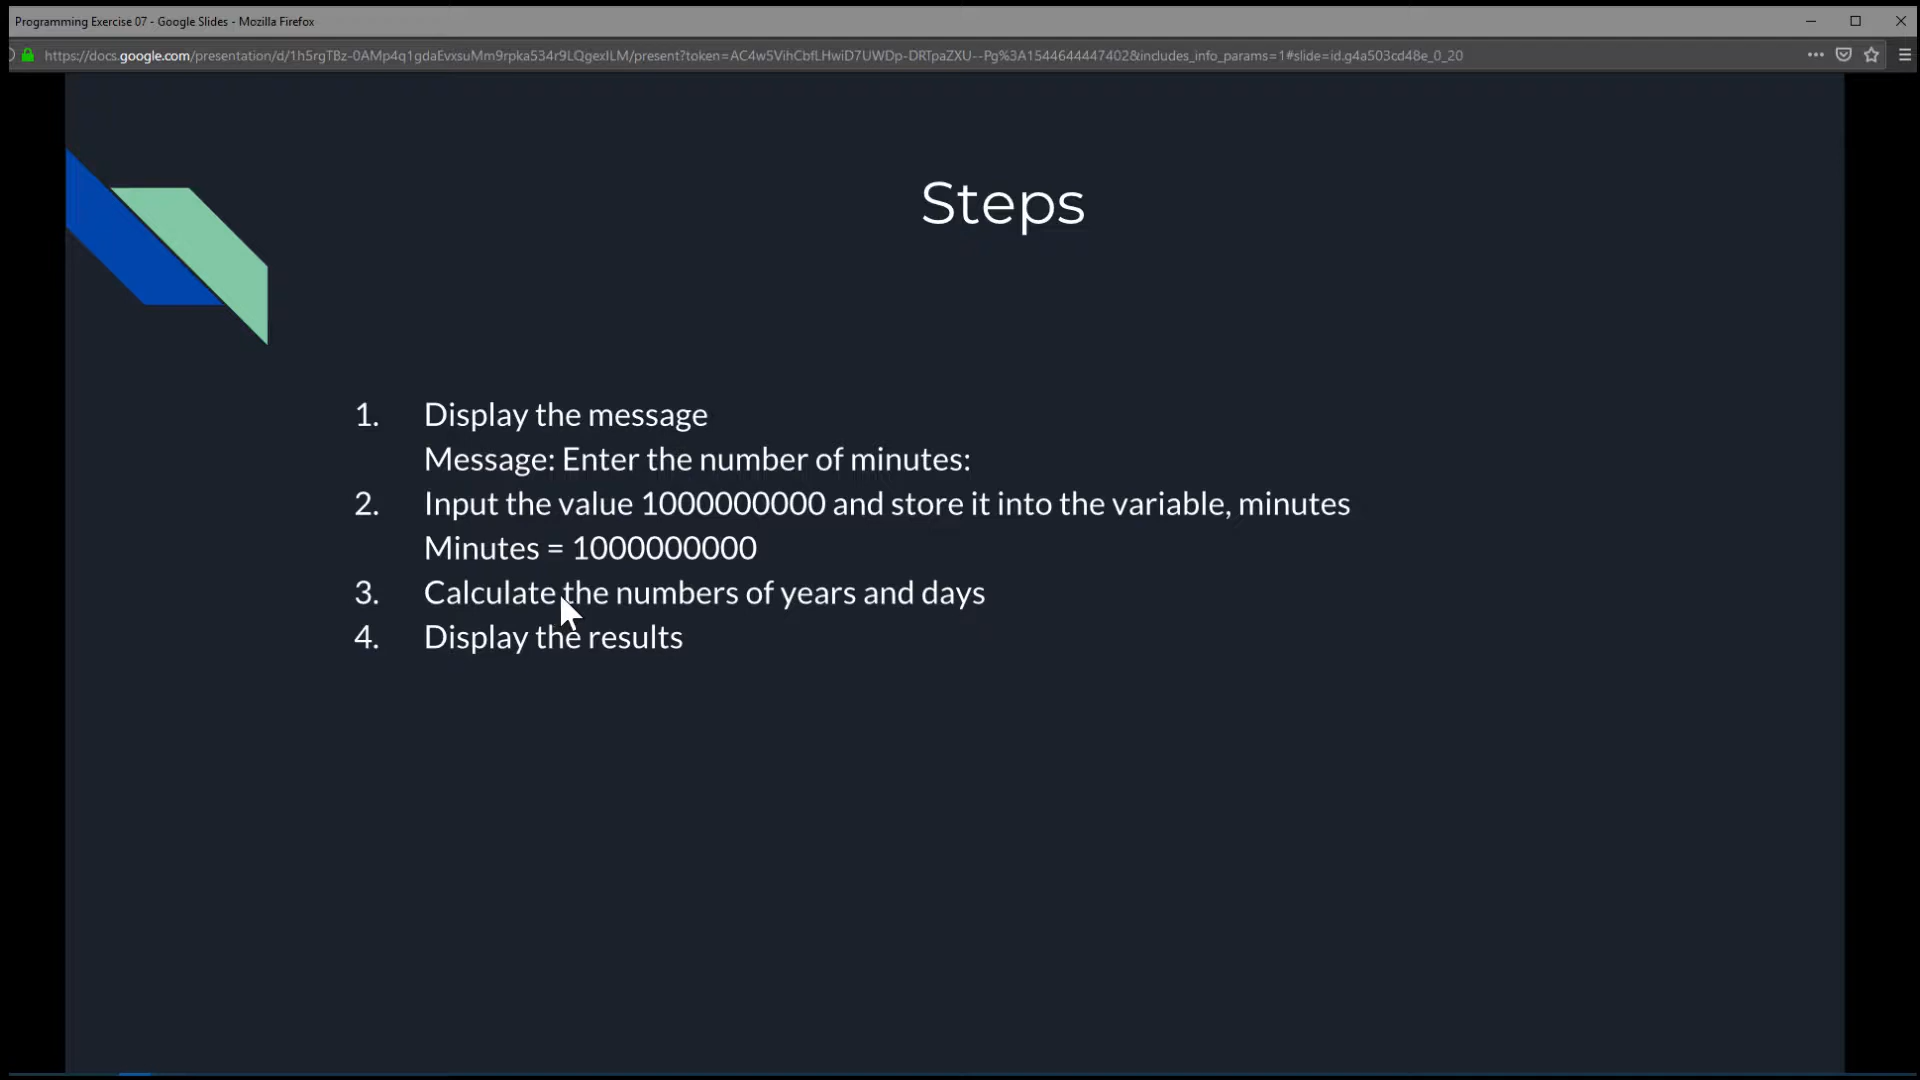 Programming Exercise 07 - Google Slides - Mozilla Firefox
https://docs.google.com/presentation/d/1h5rgTBz-0AMp4q1gdaEvxsuMm9rpka534r9LQgexILM/present?token=AC4w5VihCbfLHwiD7UWDp-DRTpaZXU--Pg%3A1544644447402&includes_info_params=1#slide=id.g4a503cd48e_0_20
Steps
1. Display the message
Message: Enter the number of minutes:
2. Input the value 1000000000 and store it into the variable, minutes
Minutes = 1000000000
3. Calculate the numbers of years and days
4. Display the results